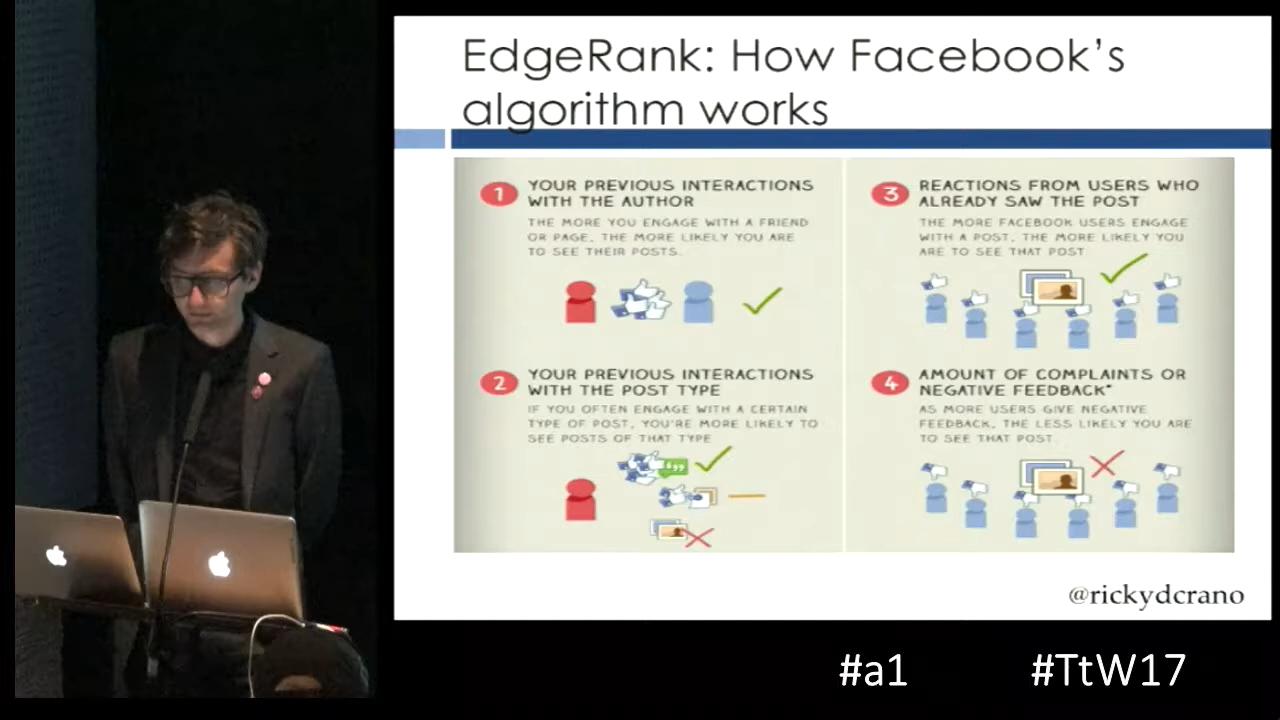 EdgeRank: How Facebook's
algorithm works
1
YOUR PREVIOUS INTERACTIONS
WITH THE AUTHOR
THE MORE YOU ENGAGE WITH A FRIEND
OR PAGE, THE MORE LIKELY YOU ARE
TO SEE THEIR POSTS.
2
YOUR PREVIOUS INTERACTIONS
WITH THE POST TYPE
IF YOU OFTEN ENGAGE WITH A CERTAIN
TYPE OF POST, YOU'RE MORE LIKELY TO
SEE POSTS OF THAT TYPE
3
REACTIONS FROM USERS WHO
ALREADY SAW THE POST
THE MORE FACEBOOK USERS ENGAGE
WITH A POST, THE MORE LIKELY YOU
ARE TO SEE THAT POST
4
AMOUNT OF COMPLAINTS OR
NEGATIVE FEEDBACK*
AS MORE USERS GIVE NEGATIVE
FEEDBACK, THE LESS LIKELY YOU ARE
TO SEE THAT POST.
@rickydcrano
#a1
#TtW17